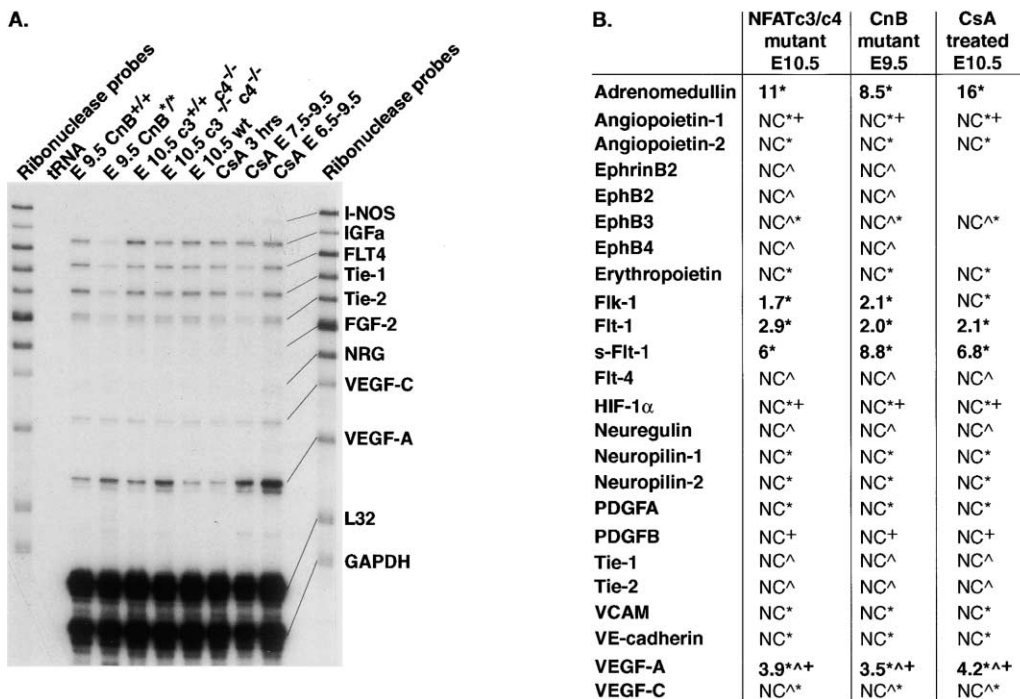 A.
Ribonuclease probes
tRNA
E 9.5 CnB+/+
E 9.5 CnB*/*
E 10.5 c3+/+ c4-/-
E 10.5 c3-/- c4-/-
E 10.5 wt
CsA 3 hrs
CsA E 7.5-9.5
CsA E 6.5-9.5
Ribonuclease probes
I-NOS
IGFa
FLT4
Tie-1
Tie-2
FGF-2
NRG
VEGF-C
VEGF-A
L32
GAPDH
B.
NFATc3/c4 mutant E10.5 CnB mutant E9.5 CsA treated E10.5
Adrenomedullin 11* 8.5* 16*
Angiopoietin-1 NC*+ NC*+ NC*+
Angiopoietin-2 NC* NC* NC*
EphrinB2 NC^ NC^
EphB2 NC^ NC^
EphB3 NC^* NC^* NC^*
EphB4 NC^ NC^
Erythropoietin NC* NC* NC*
Flk-1 1.7* 2.1* NC*
Flt-1 2.9* 2.0* 2.1*
s-Flt-1 6* 8.8* 6.8*
Flt-4 NC^ NC^ NC^
HIF-1α NC*+ NC*+ NC*+
Neuregulin NC^ NC^ NC^
Neuropilin-1 NC* NC* NC*
Neuropilin-2 NC* NC* NC*
PDGFA NC* NC* NC*
PDGFB NC+ NC+ NC+
Tie-1 NC^ NC^ NC^
Tie-2 NC^ NC^ NC^
VCAM NC* NC* NC*
VE-cadherin NC* NC* NC*
VEGF-A 3.9*^+ 3.5*^+ 4.2*^+
VEGF-C NC^* NC^* NC^*